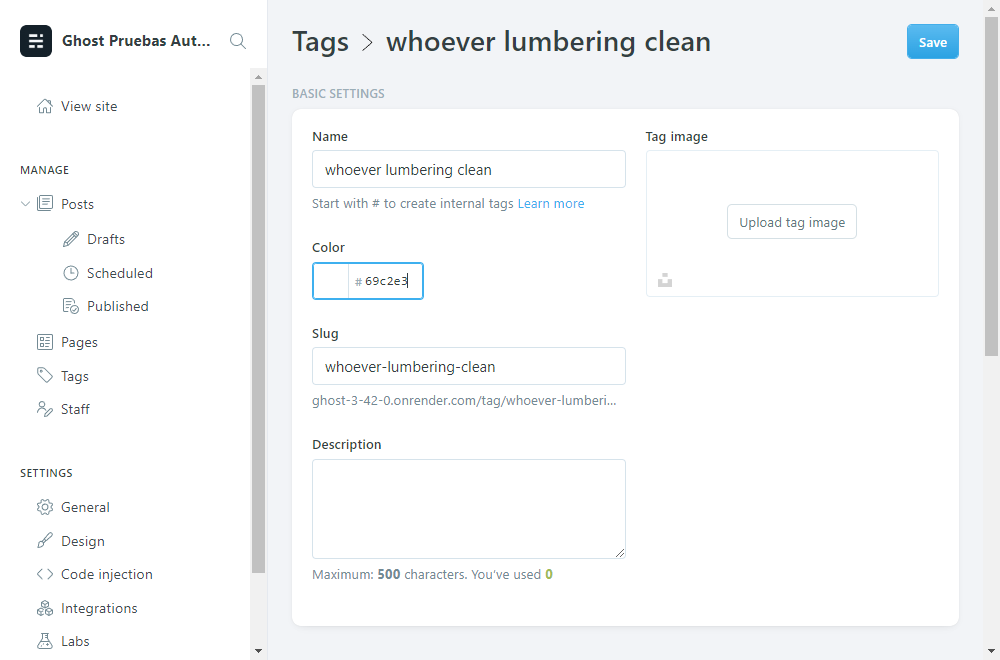 Ghost Pruebas Aut...
View site
MANAGE
Posts
Drafts
Scheduled
Published
Pages
Tags
Staff
SETTINGS
General
Design
Code injection
Integrations
Labs
Tags > whoever lumbering clean
Save
BASIC SETTINGS
Name
whoever lumbering clean
Start with # to create internal tags Learn more
Color
# 69c2e3
Slug
whoever-lumbering-clean
ghost-3-42-0.onrender.com/tag/whoever-lumberi...
Description
Maximum: 500 characters. You've used 0
Tag image
Upload tag image